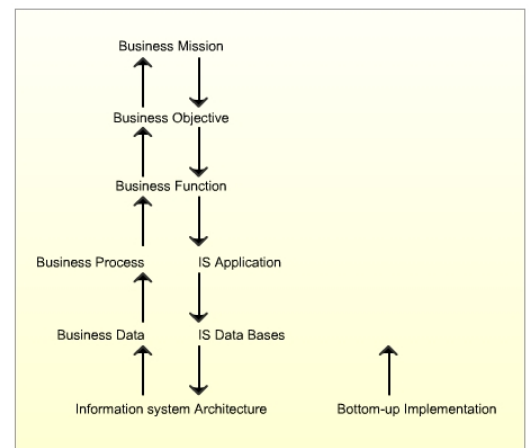 Business Mission
Business Objective
Business Function
Business Process IS Application
Business Data IS Data Bases
Information system Architecture Bottom-up Implementation